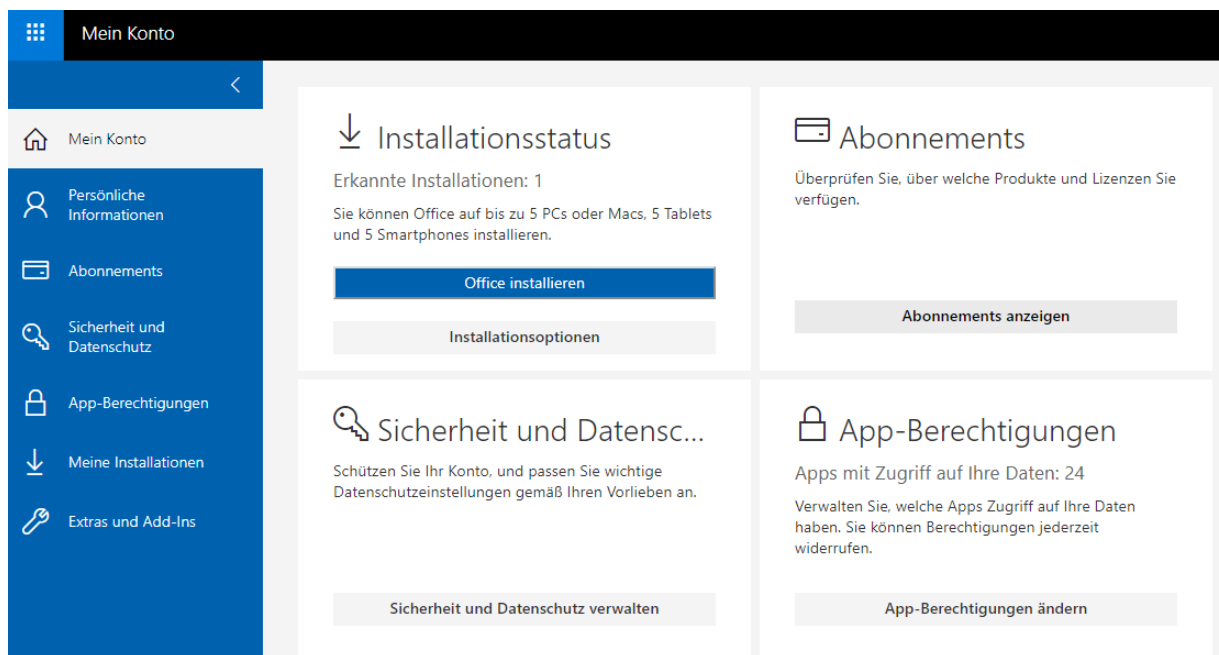 Mein Konto
Mein Konto
Persönliche
Informationen
Abonnements
Sicherheit und
Datenschutz
App-Berechtigungen
Meine Installationen
Extras und Add-Ins
Installationsstatus
Erkannte Installationen: 1
Sie können Office auf bis zu 5 PCs oder Macs, 5 Tablets
und 5 Smartphones installieren.
Office installieren
Installationsoptionen
Abonnements
Überprüfen Sie, über welche Produkte und Lizenzen Sie
verfügen.
Abonnements anzeigen
Sicherheit und Datensc...
Schützen Sie Ihr Konto, und passen Sie wichtige
Datenschutzeinstellungen gemäß Ihren Vorlieben an.
Sicherheit und Datenschutz verwalten
App-Berechtigungen
Apps mit Zugriff auf Ihre Daten: 24
Verwalten Sie, welche Apps Zugriff auf Ihre Daten
haben. Sie können Berechtigungen jederzeit
widerrufen.
App-Berechtigungen ändern